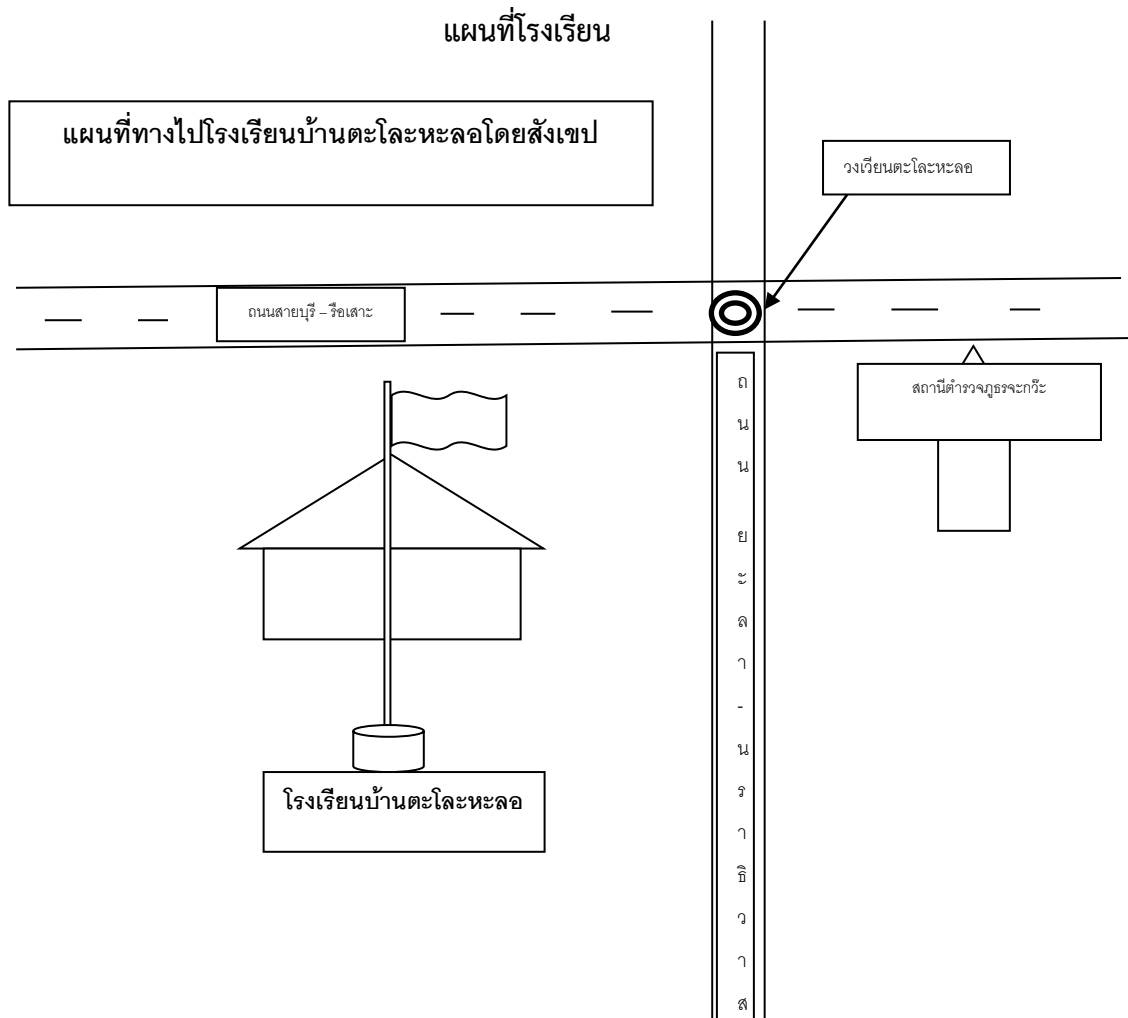 แผนที่โรงเรียน
แผนที่ทางไปโรงเรียนบ้านตะโละหะลอโดยสังเขป
วงเวียนตะโละหะลอ
ถนนสายบุรี – รือเสาะ
สถานีตำรวจภูธรจะกว๊ะ
ถนน ยะลา - นราธิวาส
โรงเรียนบ้านตะโละหะลอ